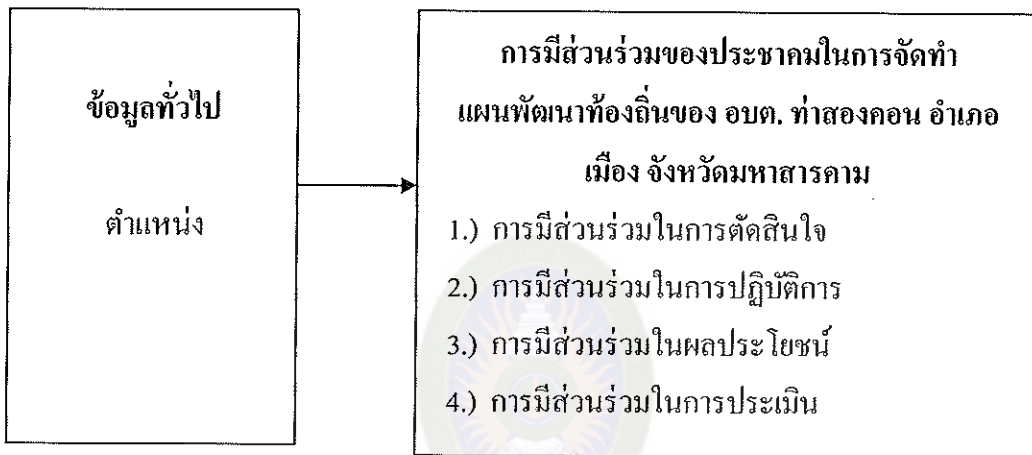 ข้อมูลทั่วไป
ตำแหน่ง
การมีส่วนร่วมของประชาคมในการจัดทำ
แผนพัฒนาท้องถิ่นของ อบต. ท่าสองคอน อำเภอ
เมือง จังหวัดมหาสารคาม
1.) การมีส่วนร่วมในการตัดสินใจ
2.) การมีส่วนร่วมในการปฏิบัติการ
3.) การมีส่วนร่วมในผลประโยชน์
4.) การมีส่วนร่วมในการประเมิน